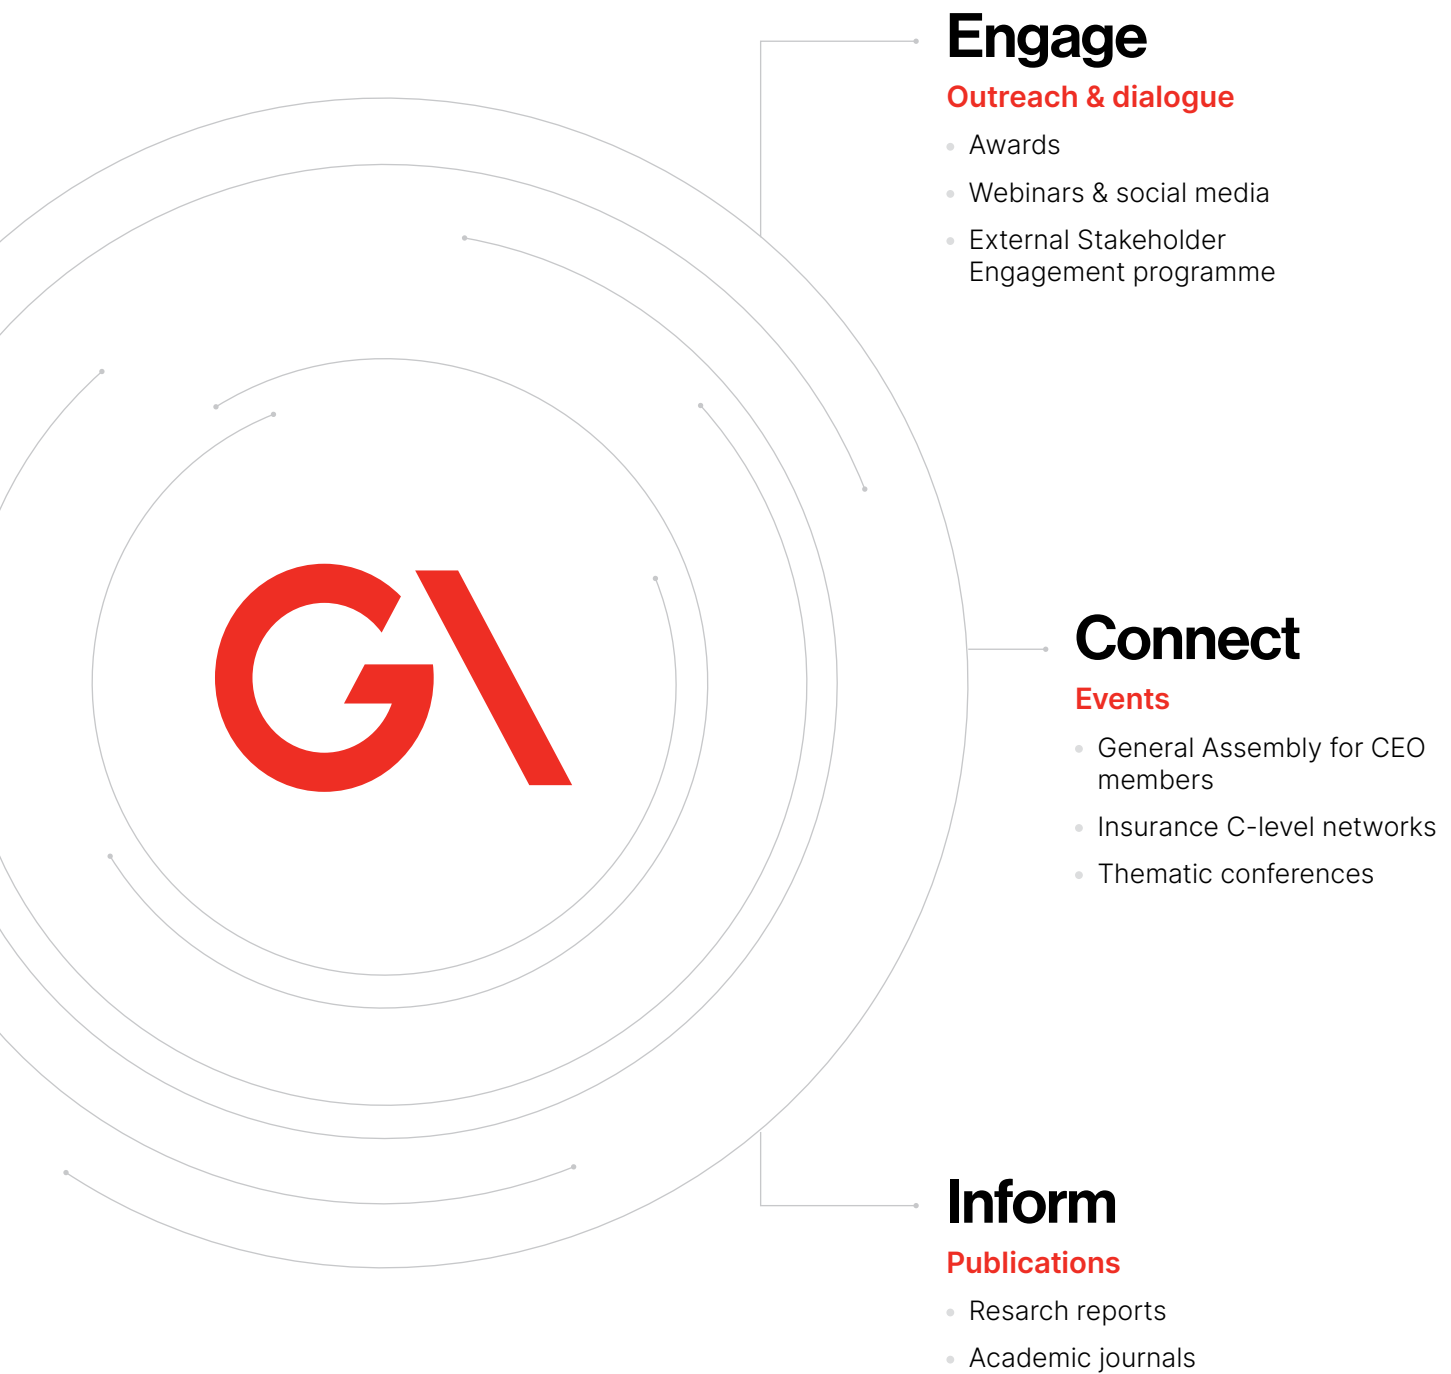 Engage
Outreach & dialogue
Awards
Webinars & social media
External Stakeholder
Engagement programme
GA
Connect
Events
General Assembly for CEO
members
Insurance C-level networks
Thematic conferences
Inform
Publications
Resarch reports
Academic journals